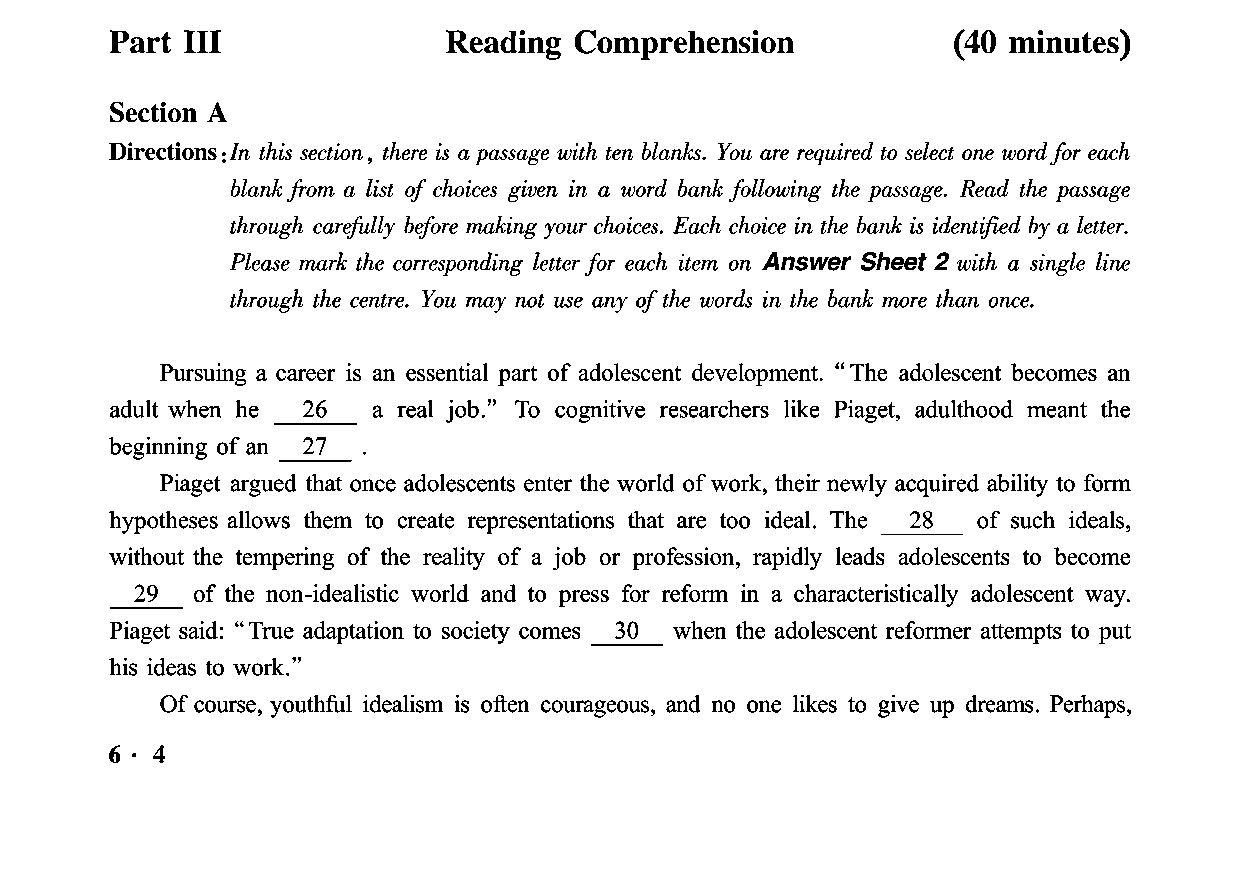 Part III Reading Comprehension (40 minutes)
Section A
Directions: In this section, there is a passage with ten blanks. You are required to select one word for each
blank from a list of choices given in a word bank following the passage. Read the passage
through carefully before making your choices. Each choice in the bank is identified by a letter.
Please mark the corresponding letter for each item on Answer Sheet 2 with a single line
through the centre. You may not use any of the words in the bank more than once.
Pursuing a career is an essential part of adolescent development. “The adolescent becomes an
adult when he 26 a real job.” To cognitive researchers like Piaget, adulthood meant the
beginning of an 27 .
Piaget argued that once adolescents enter the world of work, their newly acquired ability to form
hypotheses allows them to create representations that are too ideal. The 28 of such ideals,
without the tempering of the reality of a job or profession, rapidly leads adolescents to become
29 of the non-idealistic world and to press for reform in a characteristically adolescent way.
Piaget said: “True adaptation to society comes 30 when the adolescent reformer attempts to put
his ideas to work.”
Of course, youthful idealism is often courageous, and no one likes to give up dreams. Perhaps,
6 · 4